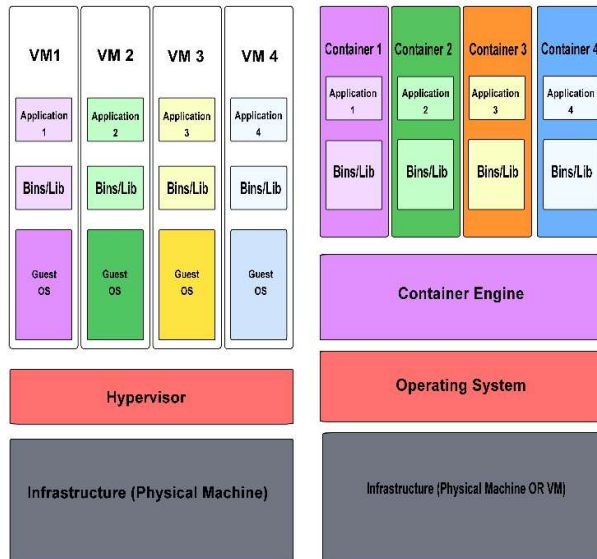 VM1
VM 2
VM 3
VM 4
Application
1
Application
2
Application
3
Application
4
Bins/Lib
Bins/Lib
Bins/Lib
Bins/Lib
Guest
OS
Guest
OS
Guest
OS
Guest
OS
Hypervisor
Infrastructure (Physical Machine)
Container 1
Container 2
Container 3
Container 4
Application
1
Application
2
Application
3
Application
4
Bins/Lib
Bins/Lib
Bins/Lib
Bins/Lib
Container Engine
Operating System
Infrastructure (Physical Machine OR VM)